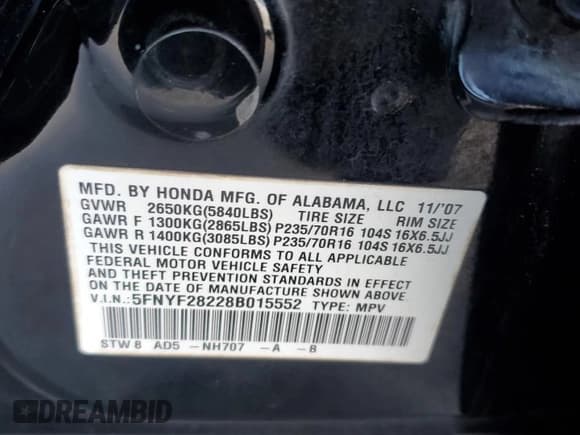 MFD. BY HONDA MFG. OF ALABAMA, LLC 11/'07
GVWR 2650KG(5840LBS) TIRE SIZE RIM SIZE
GAWR F 1300KG(2865LBS) P235/70R16 104S 16X6.5JJ
GAWR R 1400KG(3085LBS) P235/70R16 104S 16X6.5JJ
THIS VEHICLE CONFORMS TO ALL APPLICABLE
FEDERAL MOTOR VEHICLE SAFETY
AND THEFT PREVENTION STANDARDS IN EFFECT
ON THE DATE OF MANUFACTURE SHOWN ABOVE.
V.I.N.:5FNYF28228B015552 TYPE: MPV
STW 8 AD5 -NH707 -A -B
DREAMBID